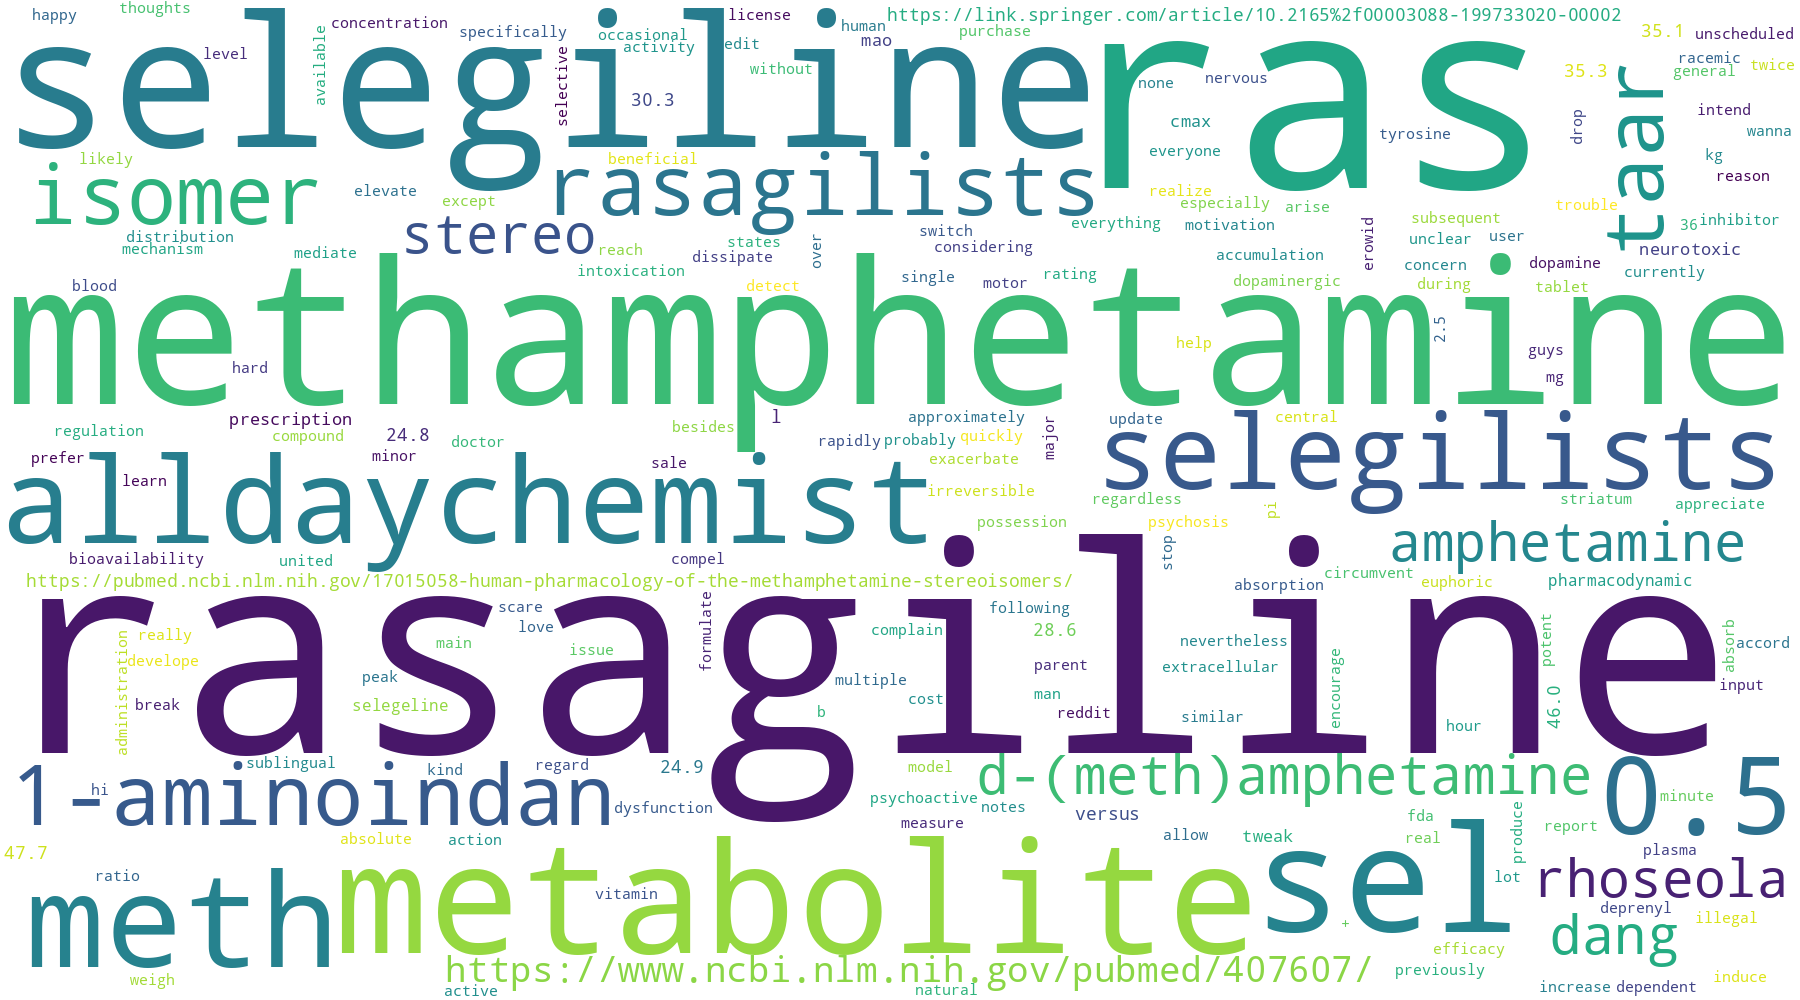 happy thoughts concentration license https://link.springer.com/article/10.2165%2f00003088-199733020-00002
selegiline ras
level available specifically selective occasional activity edit human mao purchase
without 30.3 none nervous 35.1 unscheduled
35.3 racemic general twice
cmax tyrosine drop intend wanna
everyone taar kg reason
likely isomer elevate except beneficial rasagilists
realize especially arise trouble
stereo everything motivation subsequent 36 inhibitor
distribution mechanism mediate reach states over switch considering
unclear user neurotoxic
intoxication dissipate accumulation erowid concern dopamine currently
blood detect single motor rating dopaminergic during tablet
methamphetamine
hard help 2.5 guys mg
regulation prescription compound 24.8 doctor besides l approximately update central
rapidly probably quickly major selegilists
prefer learn minor sale exacerbate
alldaychemist irreversible regardless striatum appreciate
possession psychosis pi
bioavailability united compel stop amphetamine
https://pubmed.ncbi.nlm.nih.gov/17015058-human-pharmacology-of-the-methamphetamine-stereoisomers/
absorption circumvent euphoric pharmacodynamic
rasagiline
scare love formulate following
really main issue complain 28.6 nevertheless potent absorb accord
administration develope parent extracellular encourage
break peak selegeline multiple cost man input
b reddit similar 46.0 hour
sublingual kind regard 24.9 model d-(meth)amphetamine 0.5
1-aminoindan hi dysfunction psychoactive notes minute
measure versus fda produce
47.7 absolute action allow tweak real report
metabolite sel plasma
ratio meth vitamin lot rhoseola
+ deprenyl illegal
dang
weigh https://www.ncbi.nlm.nih.gov/pubmed/407607/ efficacy previously induce
active natural increase dependent